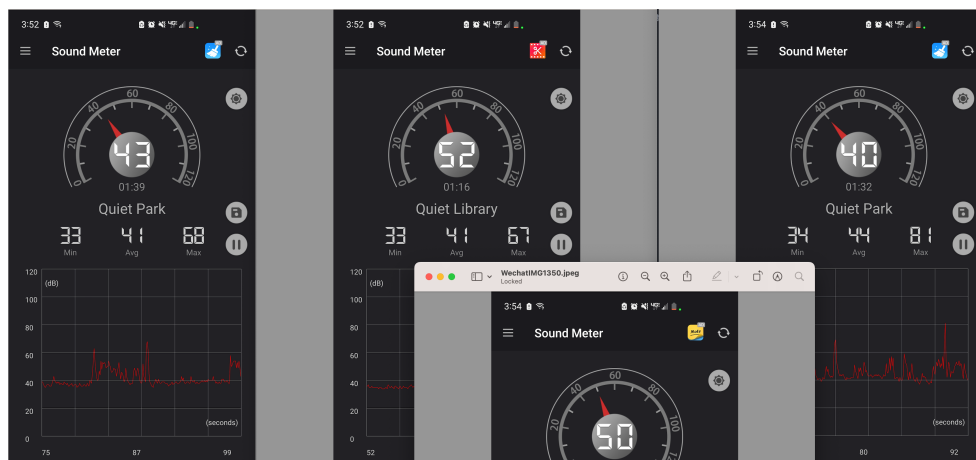 3:52
Sound Meter
0 20 40 60 80 100 120
43
01:39
Quiet Park
33 41 68
Min Avg Max
120
(dB)
100
80
60
40
20
(seconds)
0
75 87 99
3:52
Sound Meter
0 20 40 60 80 100 120
52
01:16
Quiet Library
33 41 67
Min Avg Max
120
(dB)
100
80
60
40
20
0
52
WechatIMG1350.jpeg
Locked
3:54
Sound Meter
20 40 60 80 100
50
3:54
Sound Meter
0 20 40 60 80 100 120
40
01:32
Quiet Park
34 44 81
Min Avg Max
(seconds)
80 92